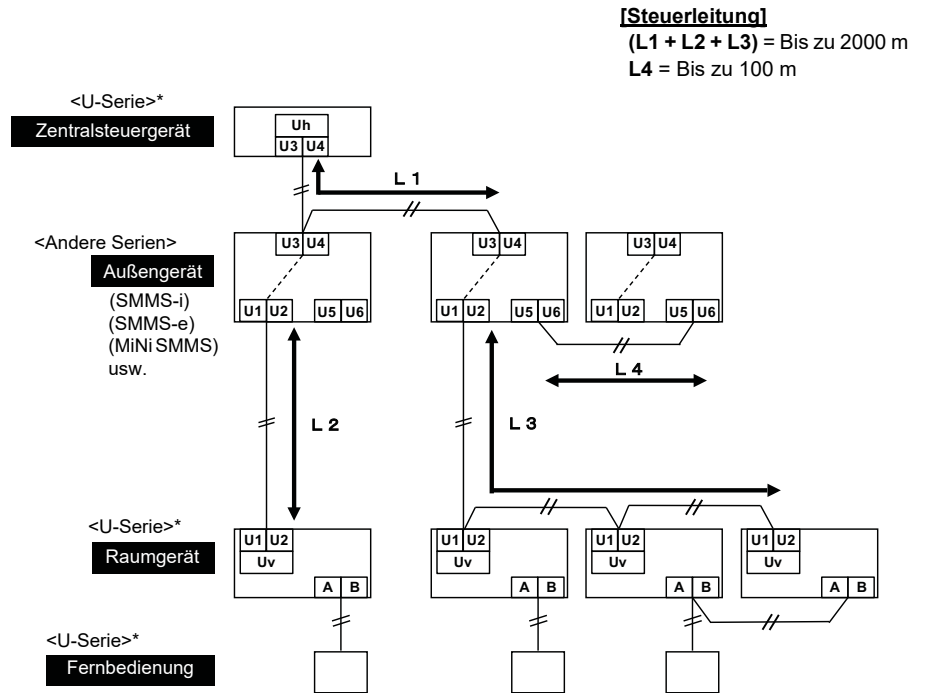 [Steuerleitung]
(L1 + L2 + L3) = Bis zu 2000 m
L4 = Bis zu 100 m
<U-Serie>*
Zentralsteuergerät
Uh
U3 U4
L 1
<Andere Serien>
Außengerät
(SMMS-i)
(SMMS-e)
(MiNi SMMS)
usw.
U3 U4
U3 U4
U3 U4
U1 U2
U5 U6
U1 U2
U5 U6
U1 U2
U5 U6
L 4
L 2
L 3
<U-Serie>*
Raumgerät
U1 U2
Uv
A B
U1 U2
Uv
A B
U1 U2
Uv
A B
U1 U2
Uv
A B
<U-Serie>*
Fernbedienung